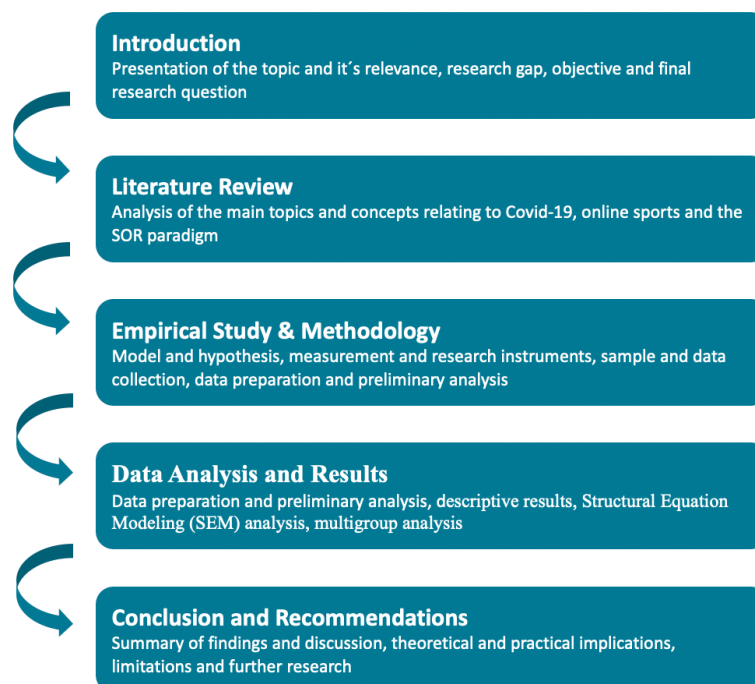 Introduction
Presentation of the topic and it´s relevance, research gap, objective and final
research question
Literature Review
Analysis of the main topics and concepts relating to Covid-19, online sports and the
SOR paradigm
Empirical Study & Methodology
Model and hypothesis, measurement and research instruments, sample and data
collection, data preparation and preliminary analysis
Data Analysis and Results
Data preparation and preliminary analysis, descriptive results, Structural Equation
Modeling (SEM) analysis, multigroup analysis
Conclusion and Recommendations
Summary of findings and discussion, theoretical and practical implications,
limitations and further research